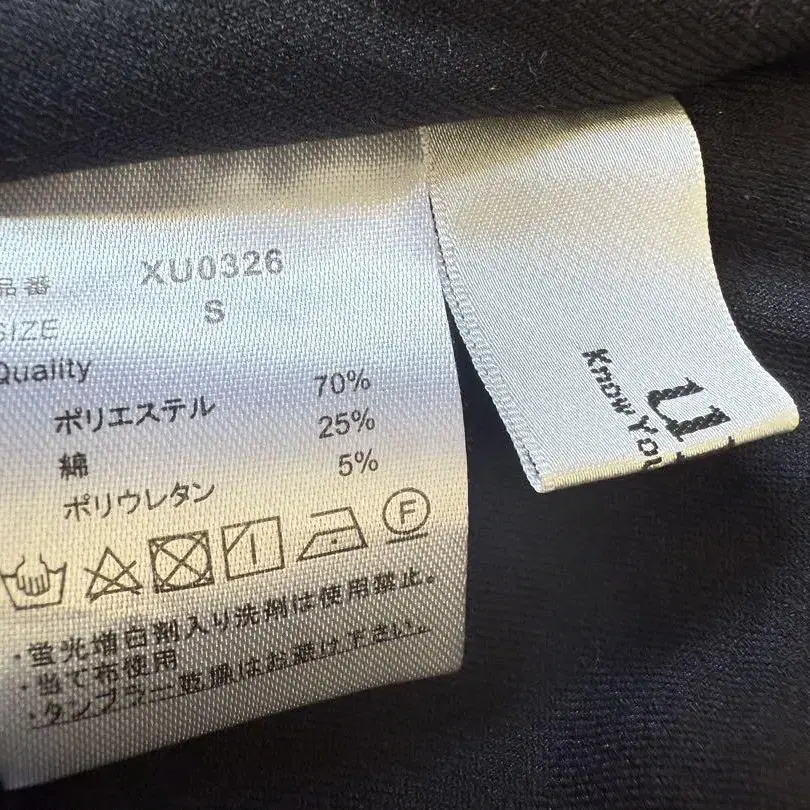 品番 XU0326
SIZE S
Quality
ポリエステル 70%
綿 25%
ポリウレタン 5%
F
・蛍光増白剤入り洗剤は使用禁止。
・当て布使用
・タンブラー乾燥はお避け下さい。
Know You